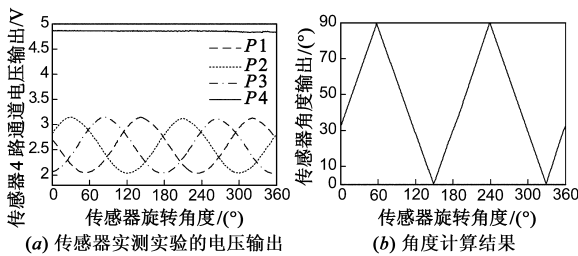 传感器4路通道电压输出/V
5
4.5
4
3.5
3
2.5
2
P1
P2
P3
P4
0 60 120 180 240 300 360
传感器旋转角度/(°)
(a) 传感器实测实验的电压输出
传感器角度输出/(°)
90
60
30
10
0
0 60 120 180 240 300 360
传感器旋转角度/(°)
(b) 角度计算结果